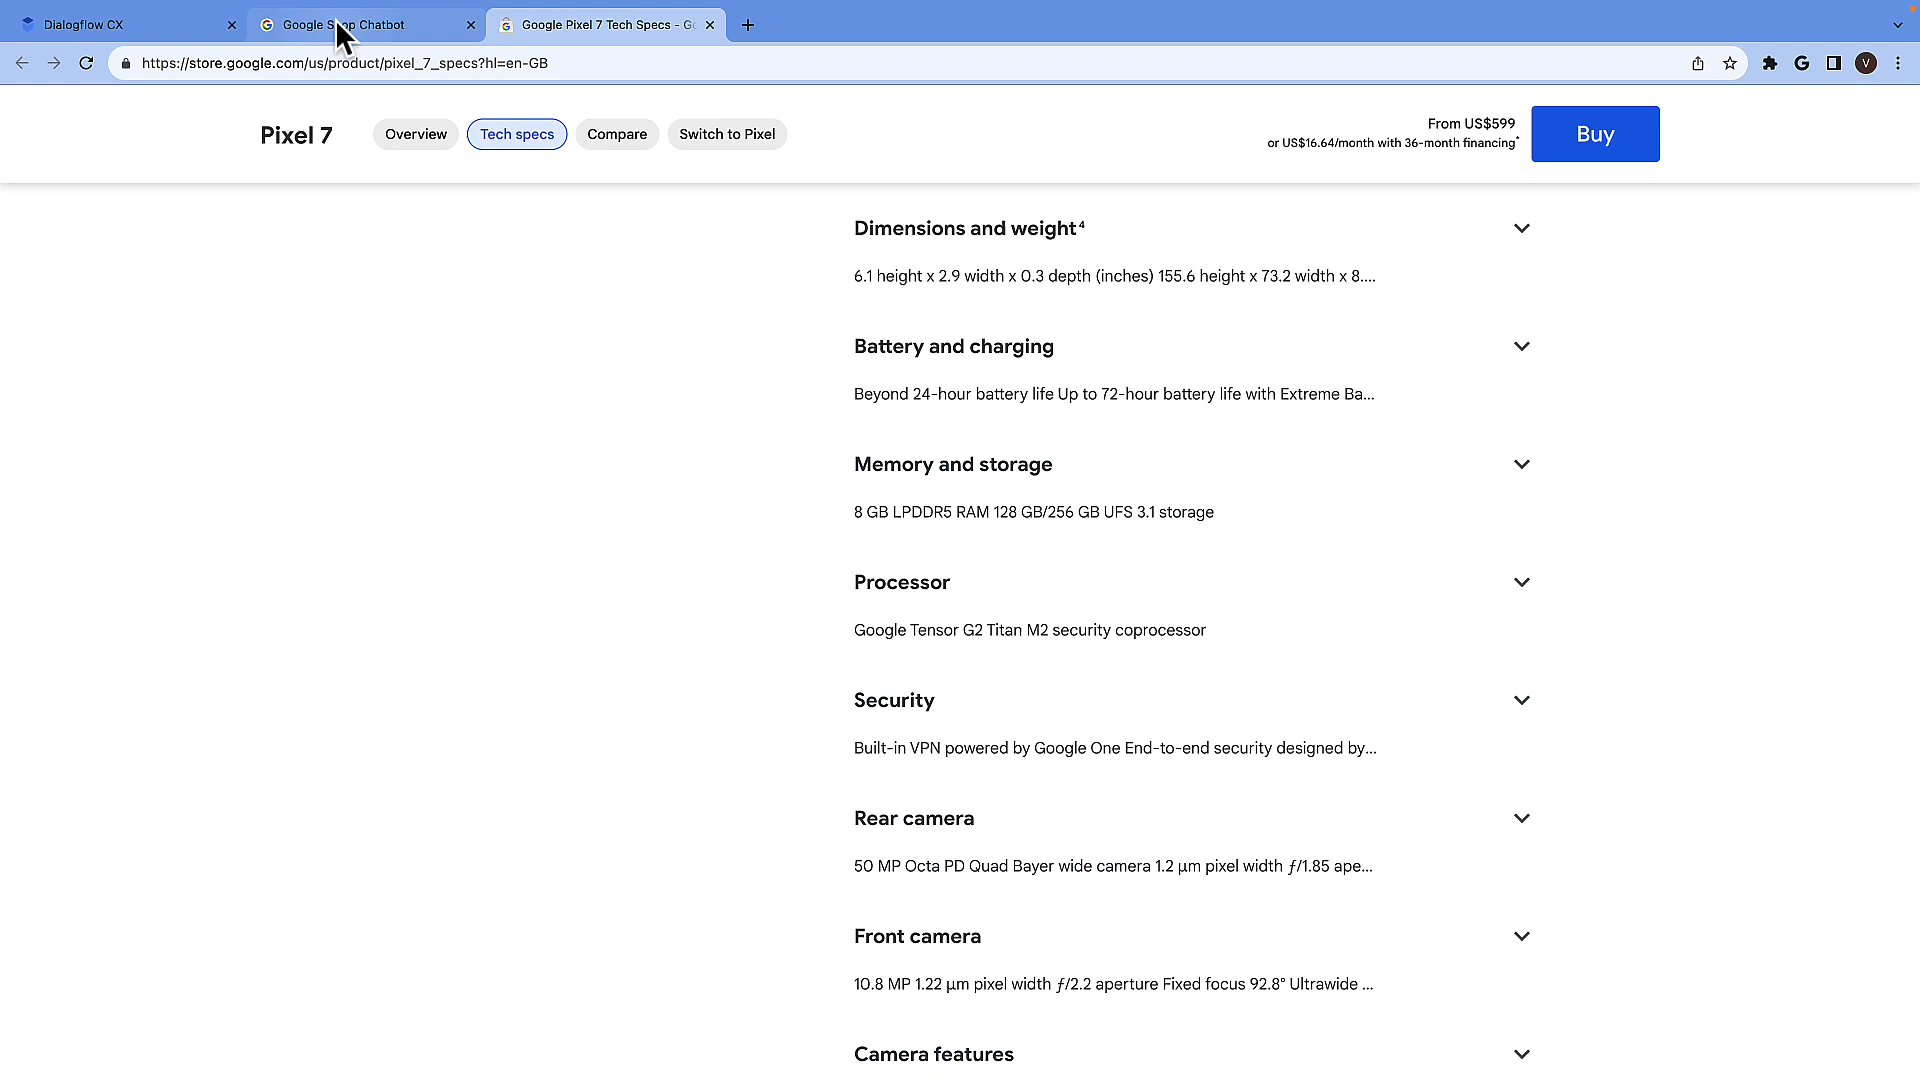 Dialogflow CX
Google Shop Chatbot
Google Pixel 7 Tech Specs - Go
https://store.google.com/us/product/pixel_7_specs?hl=en-GB
V
Pixel 7
Overview
Tech specs
Compare
Switch to Pixel
From US$599
or US$16.64/month with 36-month financing*
Buy
Dimensions and weight⁴
6.1 height x 2.9 width x 0.3 depth (inches) 155.6 height x 73.2 width x 8....
Battery and charging
Beyond 24-hour battery life Up to 72-hour battery life with Extreme Ba...
Memory and storage
8 GB LPDDR5 RAM 128 GB/256 GB UFS 3.1 storage
Processor
Google Tensor G2 Titan M2 security coprocessor
Security
Built-in VPN powered by Google One End-to-end security designed by...
Rear camera
50 MP Octa PD Quad Bayer wide camera 1.2 μm pixel width ƒ/1.85 ape...
Front camera
10.8 MP 1.22 μm pixel width ƒ/2.2 aperture Fixed focus 92.8° Ultrawide ...
Camera features